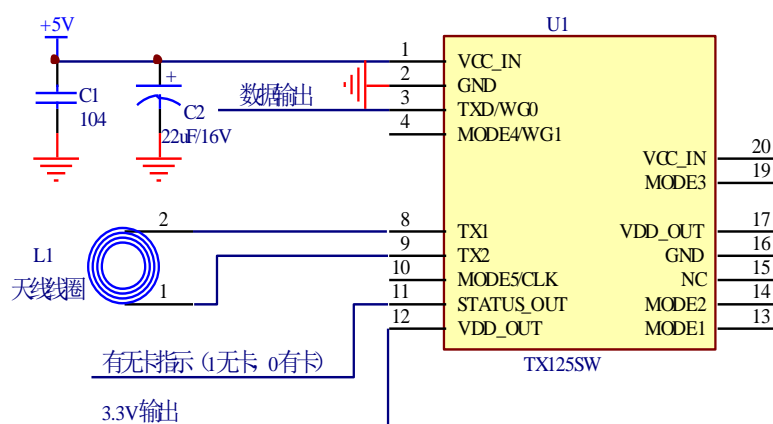 +5V
U1
1
VCC_IN
2
GND
数据输出
3
TXD/WG0
4
MODE4/WG1
C1
104
+
C2
22uF/16V
VCC_IN
20
MODE3
19
L1
天线线圈
2
1
8
TX1
9
TX2
10
MODE5/CLK
11
STATUS_OUT
12
VDD_OUT
VDD_OUT
17
GND
16
NC
15
MODE2
14
MODE1
13
有无卡指示（1无卡，0有卡）
TX125SW
3.3V输出